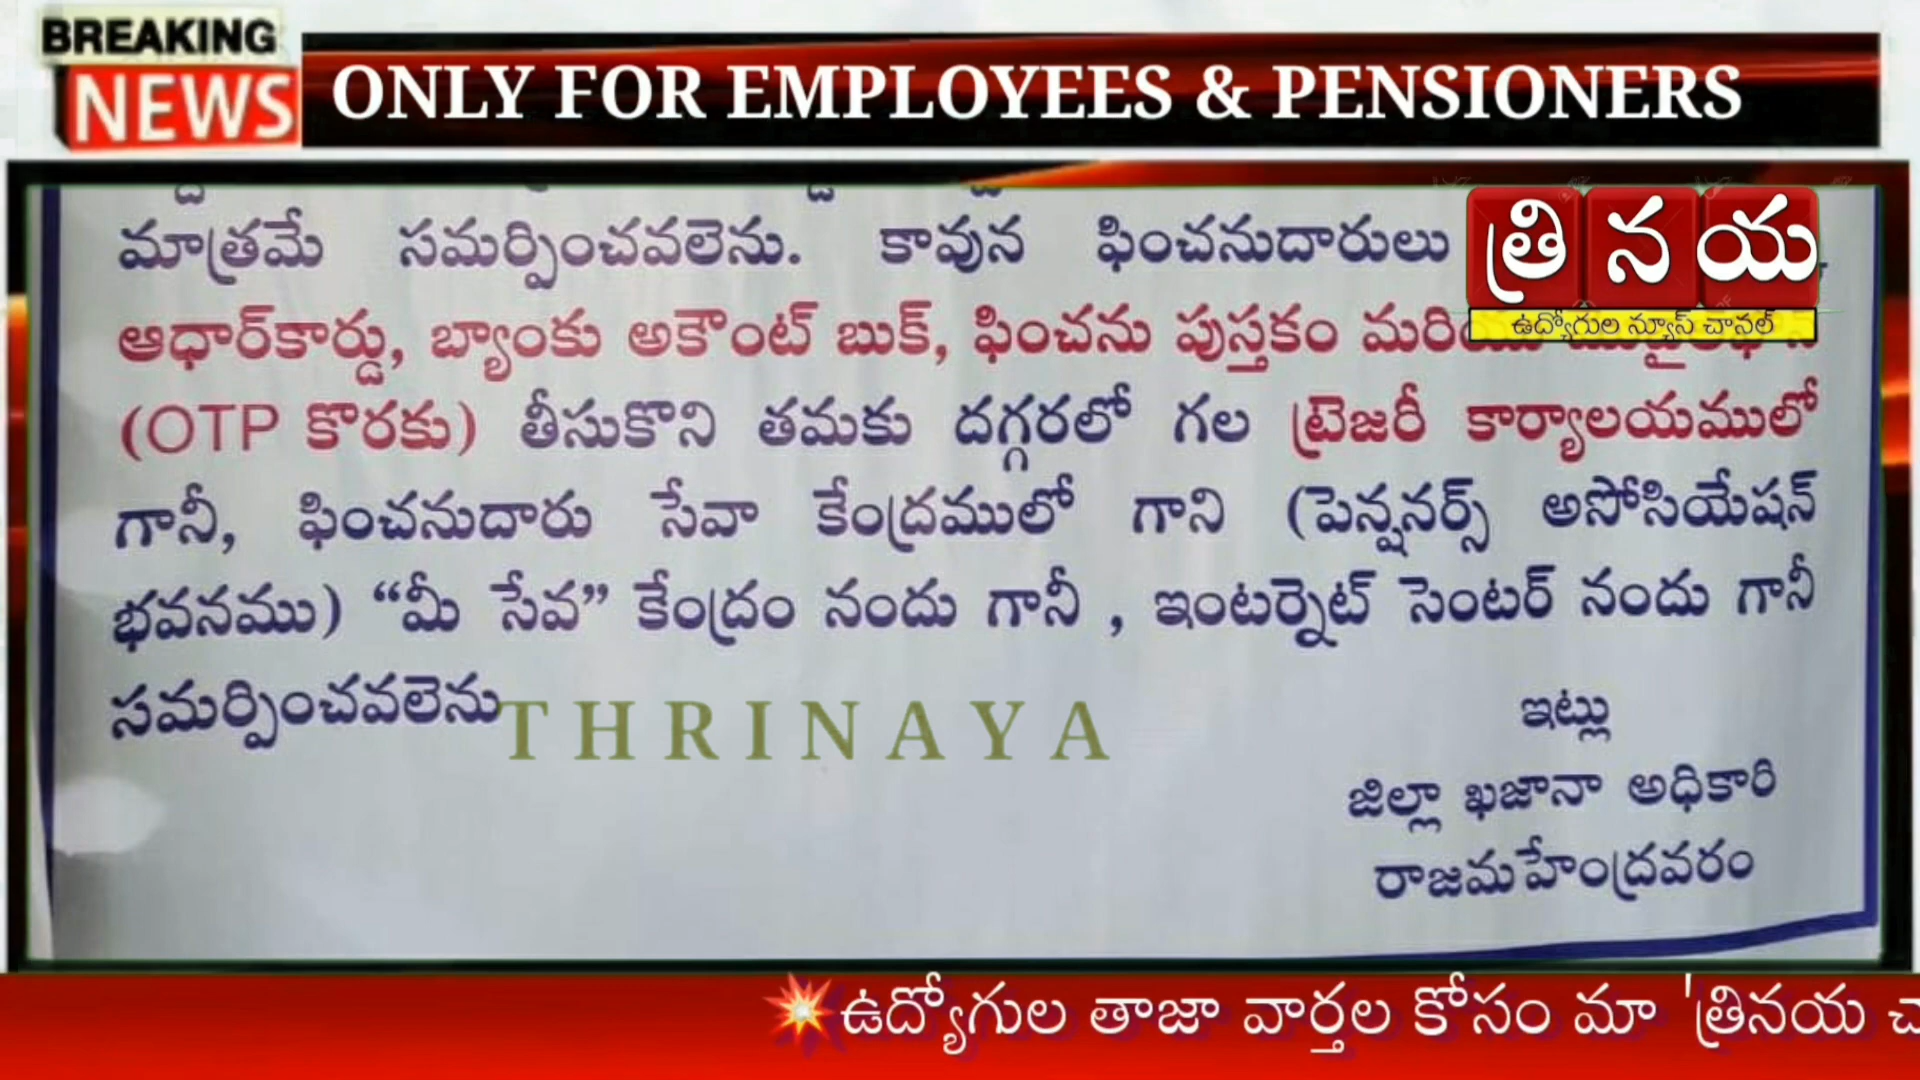 BREAKING
NEWS
ONLY FOR EMPLOYEES & PENSIONERS
త్రినయ
ఉద్యోగుల న్యూస్ చానల్
మాత్రమే సమర్పించవలెను. కావున ఫించనుదారులు
ఆధార్‌కార్డు, బ్యాంకు అకౌంట్ బుక్, ఫించను పుస్తకం
(OTP కొరకు) తీసుకొని తమకు దగ్గరలో గల ట్రెజరీ కార్యాలయములో
గానీ, ఫించనుదారు సేవా కేంద్రములో గాని (పెన్షనర్స్ అసోసియేషన్
భవనము) “మీ సేవ” కేంద్రం నందు గానీ , ఇంటర్నెట్ సెంటర్ నందు గానీ
సమర్పించవలెను
THRINAYA
ఇట్లు
జిల్లా ఖజానా అధికారి
రాజమహేంద్రవరం
ఉద్యోగుల తాజా వార్తల కోసం మా 'త్రినయ